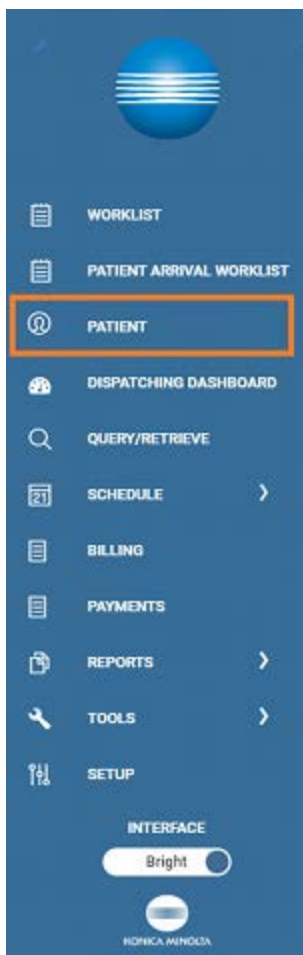 WORKLIST
PATIENT ARRIVAL WORKLIST
PATIENT
DISPATCHING DASHBOARD
QUERY/RETRIEVE
21
SCHEDULE
BILLING
PAYMENTS
REPORTS
TOOLS
SETUP
INTERFACE
Bright
KONICA MINOLTA